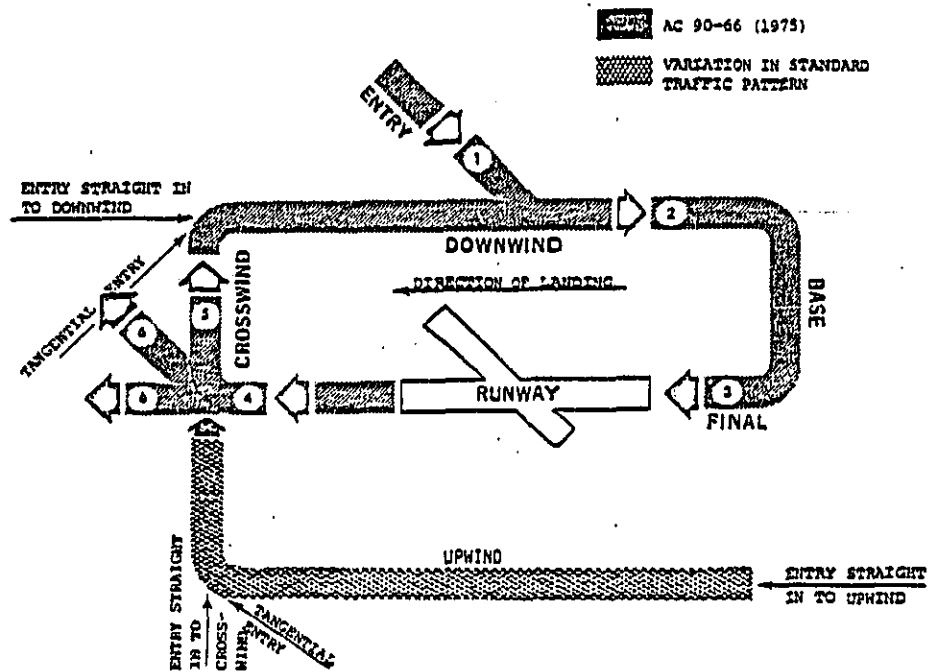 AC 90-66 (1975)
VARIATION IN STANDARD
TRAFFIC PATTERN
ENTRY
1
ENTRY STRAIGHT IN
TO DOWNWIND
2
DOWNWIND
TANGENTIAL ENTRY
CROSSWIND
DIRECTION OF LANDING
BASE
5
6
6
4
RUNWAY
3
FINAL
UPWIND
ENTRY STRAIGHT
IN TO UPWIND
ENTRY STRAIGHT
IN TO
CROSS-
WIND
TANGENTIAL
ENTRY